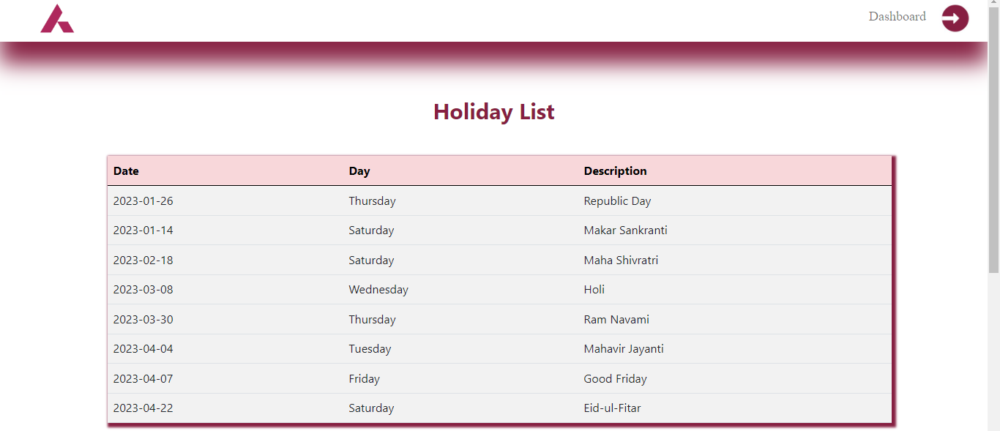 Dashboard
Holiday List
Date Day Description
2023-01-26 Thursday Republic Day
2023-01-14 Saturday Makar Sankranti
2023-02-18 Saturday Maha Shivratri
2023-03-08 Wednesday Holi
2023-03-30 Thursday Ram Navami
2023-04-04 Tuesday Mahavir Jayanti
2023-04-07 Friday Good Friday
2023-04-22 Saturday Eid-ul-Fitar